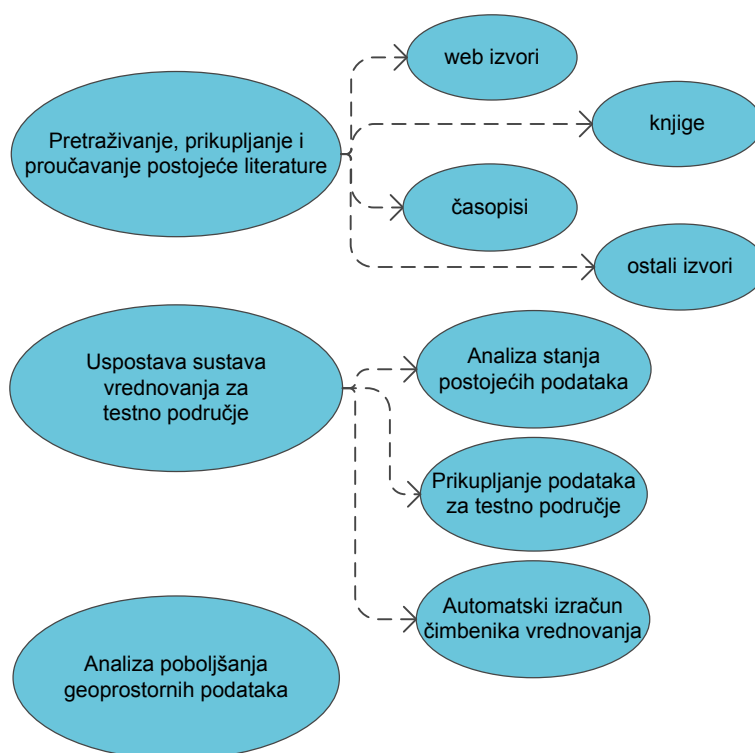 web izvori
Pretraživanje, prikupljanje i
proučavanje postojeće literature
knjige
časopisi
ostali izvori
Uspostava sustava
vrednovanja za
testno područje
Analiza stanja
postojećih podataka
Prikupljanje podataka
za testno područje
Automatski izračun
čimbenika vrednovanja
Analiza poboljšanja
geoprostornih podataka